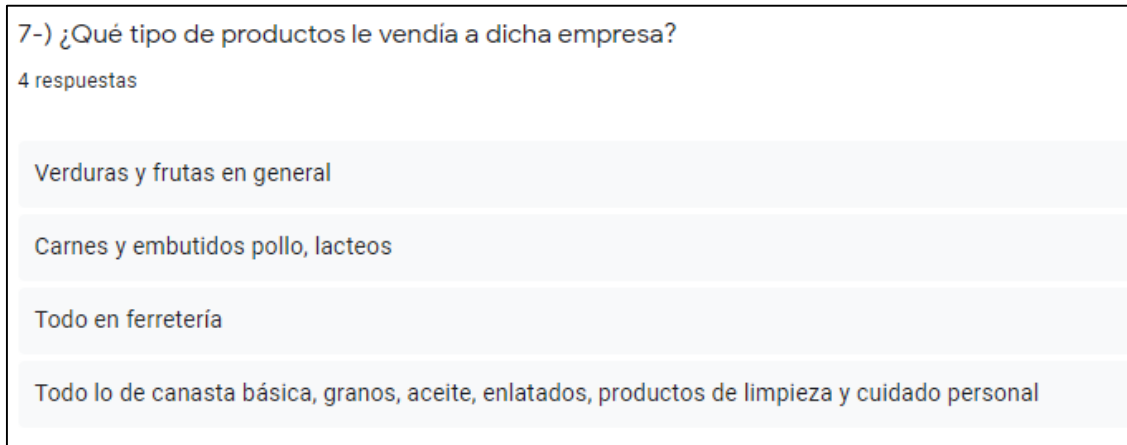 7-) ¿Qué tipo de productos le vendía a dicha empresa?
4 respuestas
Verduras y frutas en general
Carnes y embutidos pollo, lacteos
Todo en ferretería
Todo lo de canasta básica, granos, aceite, enlatados, productos de limpieza y cuidado personal